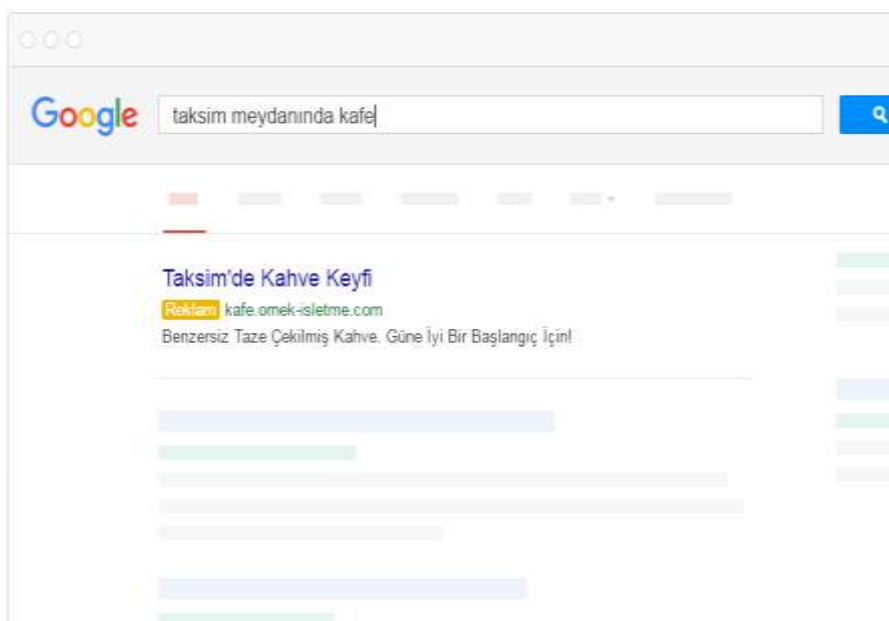 Google
taksim meydanında kafe
Taksim'de Kahve Keyfi
Reklam kafe.ornek-isletme.com
Benzersiz Taze Çekilmiş Kahve. Güne İyi Bir Başlangıç İçin!